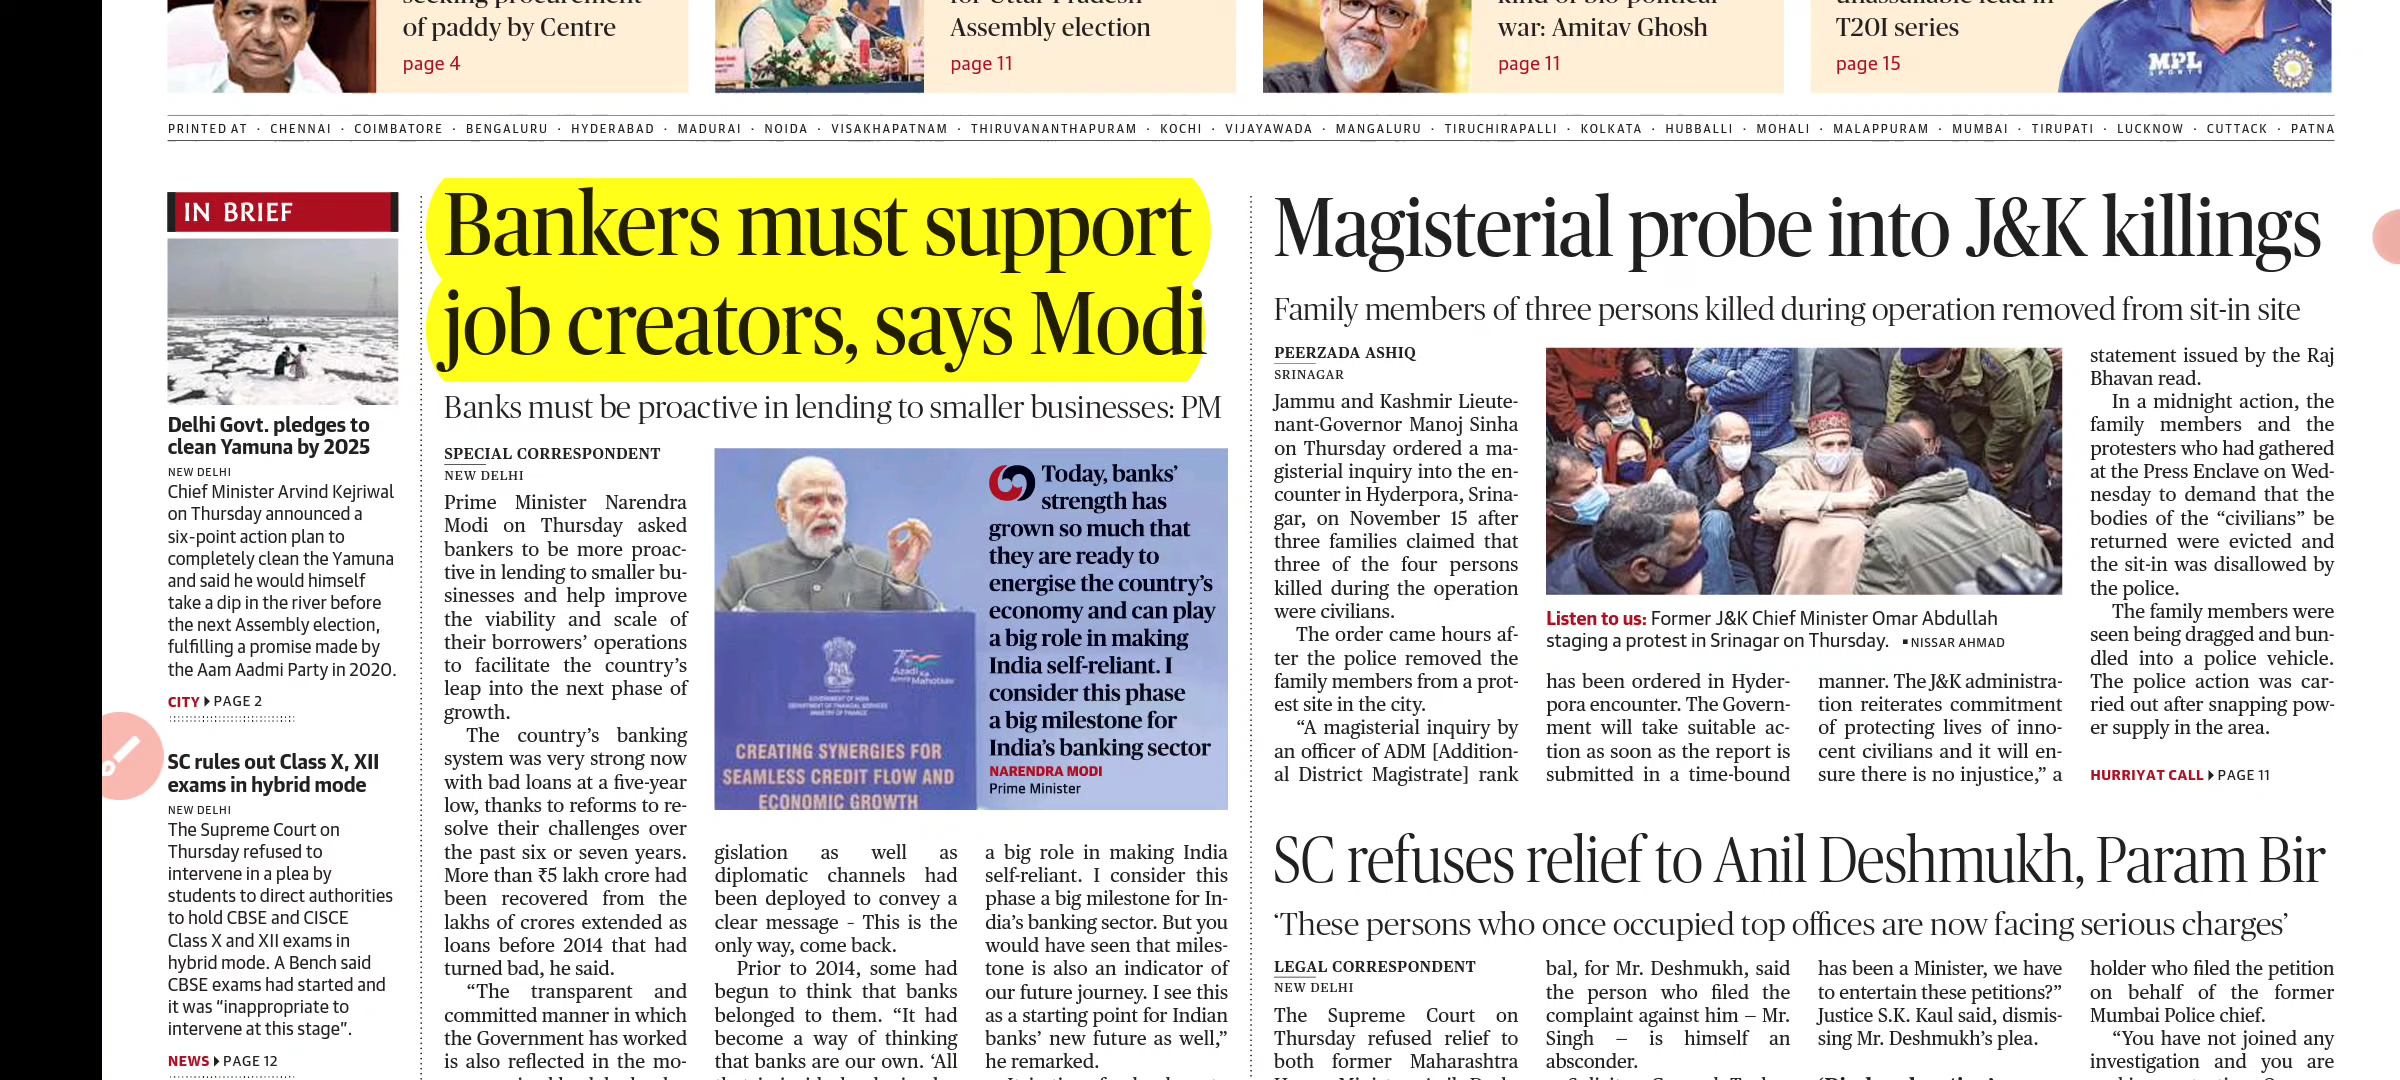 of paddy by Centre
page 4
Assembly election
page 11
war: Amitav Ghosh
page 11
T20I series
page 15
MPL
SPORTS
PRINTED AT · CHENNAI · COIMBATORE · BENGALURU · HYDERABAD · MADURAI · NOIDA · VISAKHAPATNAM · THIRUVANANTHAPURAM · KOCHI · VIJAYAWADA · MANGALURU · TIRUCHIRAPALLI · KOLKATA · HUBBALLI · MOHALI · MALAPPURAM · MUMBAI · TIRUPATI · LUCKNOW · CUTTACK · PATNA
IN BRIEF
Delhi Govt. pledges to
clean Yamuna by 2025
NEW DELHI
Chief Minister Arvind Kejriwal
on Thursday announced a
six-point action plan to
completely clean the Yamuna
and said he would himself
take a dip in the river before
the next Assembly election,
fulfilling a promise made by
the Aam Aadmi Party in 2020.
CITY PAGE 2
SC rules out Class X, XII
exams in hybrid mode
NEW DELHI
The Supreme Court on
Thursday refused to
intervene in a plea by
students to direct authorities
to hold CBSE and CISCE
Class X and XII exams in
hybrid mode. A Bench said
CBSE exams had started and
it was “inappropriate to
intervene at this stage”.
NEWS PAGE 12
Bankers must support
job creators, says Modi
Banks must be proactive in lending to smaller businesses: PM
SPECIAL CORRESPONDENT
NEW DELHI
Prime Minister Narendra
Modi on Thursday asked
bankers to be more proac-
tive in lending to smaller bu-
sinesses and help improve
the viability and scale of
their borrowers’ operations
to facilitate the country’s
leap into the next phase of
growth.
The country’s banking
system was very strong now
with bad loans at a five-year
low, thanks to reforms to re-
solve their challenges over
the past six or seven years.
More than ₹5 lakh crore had
been recovered from the
lakhs of crores extended as
loans before 2014 that had
turned bad, he said.
“The transparent and
committed manner in which
the Government has worked
is also reflected in the mo-
GOVERNMENT OF INDIA
DEPARTMENT OF FINANCIAL SERVICES
MINISTRY OF FINANCE
75
Azadi Ka
Amrit Mahotsav
CREATING SYNERGIES FOR
SEAMLESS CREDIT FLOW AND
ECONOMIC GROWTH
Today, banks’
strength has
grown so much that
they are ready to
energise the country’s
economy and can play
a big role in making
India self-reliant. I
consider this phase
a big milestone for
India’s banking sector
NARENDRA MODI
Prime Minister
gislation as well as
diplomatic channels had
been deployed to convey a
clear message - This is the
only way, come back.
Prior to 2014, some had
begun to think that banks
belonged to them. “It had
become a way of thinking
that banks are our own. ‘All
a big role in making India
self-reliant. I consider this
phase a big milestone for In-
dia’s banking sector. But you
would have seen that miles-
tone is also an indicator of
our future journey. I see this
as a starting point for Indian
banks’ new future as well,”
he remarked.
Magisterial probe into J&K killings
Family members of three persons killed during operation removed from sit-in site
PEERZADA ASHIQ
SRINAGAR
Jammu and Kashmir Lieute-
nant-Governor Manoj Sinha
on Thursday ordered a ma-
gisterial inquiry into the en-
counter in Hyderpora, Srina-
gar, on November 15 after
three families claimed that
three of the four persons
killed during the operation
were civilians.
The order came hours af-
ter the police removed the
family members from a prot-
est site in the city.
“A magisterial inquiry by
an officer of ADM [Addition-
al District Magistrate] rank
Listen to us: Former J&K Chief Minister Omar Abdullah
staging a protest in Srinagar on Thursday. ▪ NISSAR AHMAD
has been ordered in Hyder-
pora encounter. The Govern-
ment will take suitable ac-
tion as soon as the report is
submitted in a time-bound
manner. The J&K administra-
tion reiterates commitment
of protecting lives of inno-
cent civilians and it will en-
sure there is no injustice,” a
statement issued by the Raj
Bhavan read.
In a midnight action, the
family members and the
protesters who had gathered
at the Press Enclave on Wed-
nesday to demand that the
bodies of the “civilians” be
returned were evicted and
the sit-in was disallowed by
the police.
The family members were
seen being dragged and bun-
dled into a police vehicle.
The police action was car-
ried out after snapping pow-
er supply in the area.
HURRIYAT CALL PAGE 11
SC refuses relief to Anil Deshmukh, Param Bir
‘These persons who once occupied top offices are now facing serious charges’
LEGAL CORRESPONDENT
NEW DELHI
The Supreme Court on
Thursday refused relief to
both former Maharashtra
bal, for Mr. Deshmukh, said
the person who filed the
complaint against him – Mr.
Singh – is himself an
absconder.
has been a Minister, we have
to entertain these petitions?”
Justice S.K. Kaul said, dismis-
sing Mr. Deshmukh’s plea.
holder who filed the petition
on behalf of the former
Mumbai Police chief.
“You have not joined any
investigation and you are